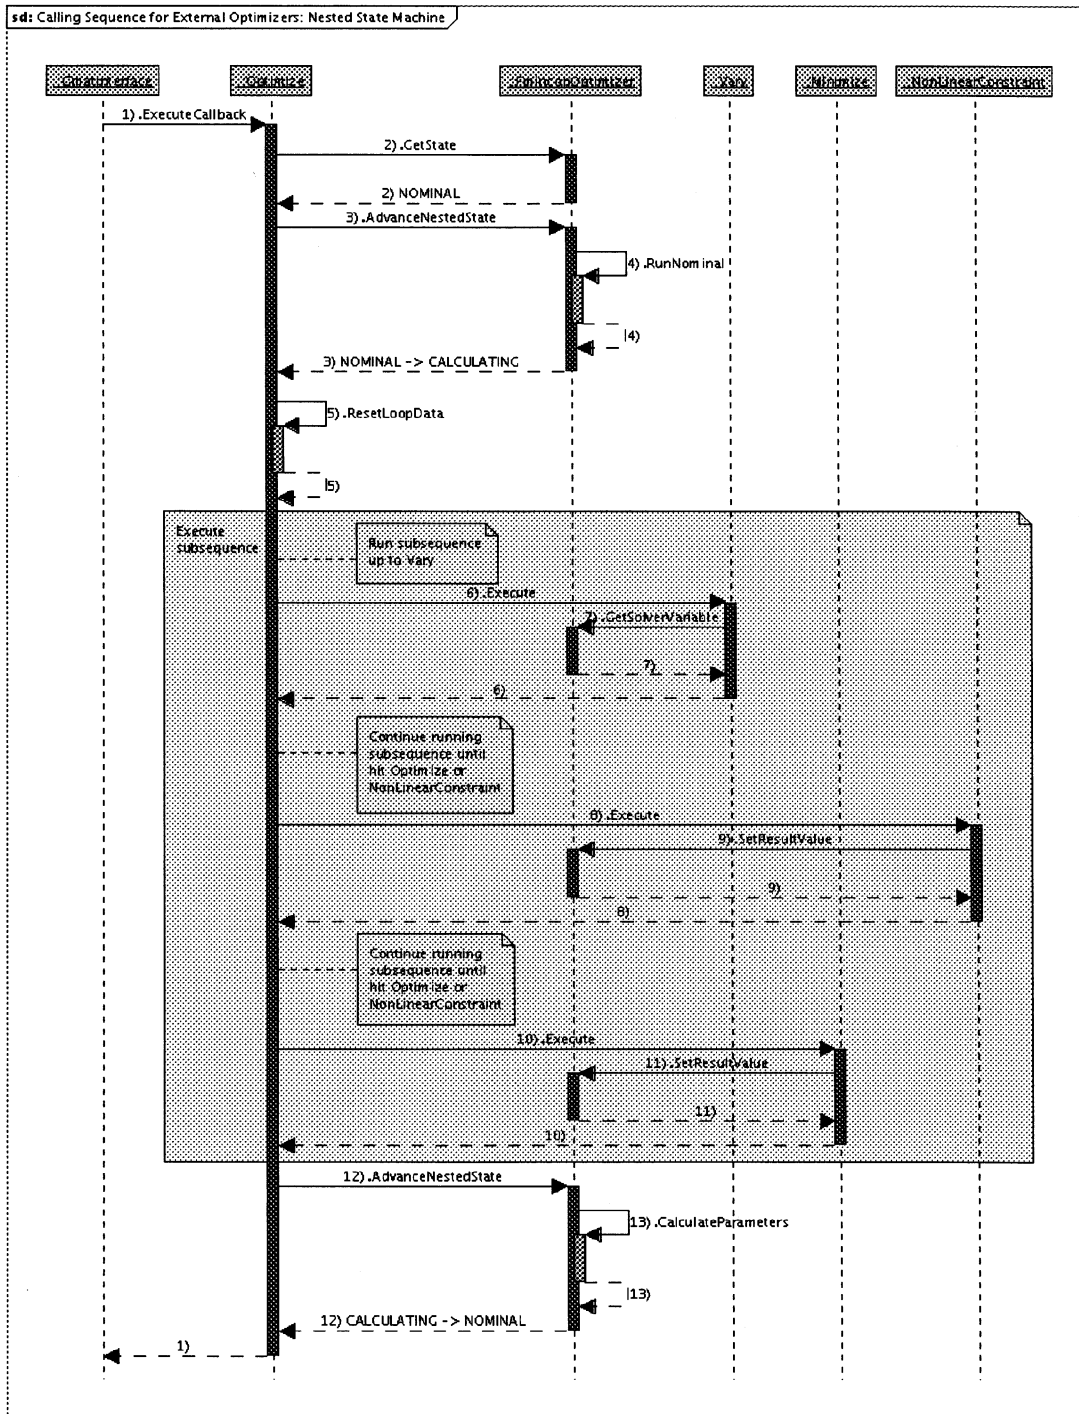 sd: Calling Sequence for External Optimizers: Nested State Machine
.GmatInterface
.Optimize
.FminconOptimizer
.Vary
.Minimize
.NonLinearConstraint
1).ExecuteCallback
2).GetState
2) NOMINAL
3).AdvanceNestedState
4).RunNominal
4)
3) NOMINAL -> CALCULATING
5).ResetLoopData
5)
Execute
subsequence
Run subsequence
up to Vary
6).Execute
7).GetSolverVariable
7)
6)
Continue running
subsequence until
hit Optimize or
NonLinearConstraint
8).Execute
9).SetResultValue
9)
8)
Continue running
subsequence until
hit Optimize or
NonLinearConstraint
10).Execute
11).SetResultValue
11)
10)
12).AdvanceNestedState
13).CalculateParameters
13)
12) CALCULATING -> NOMINAL
1)